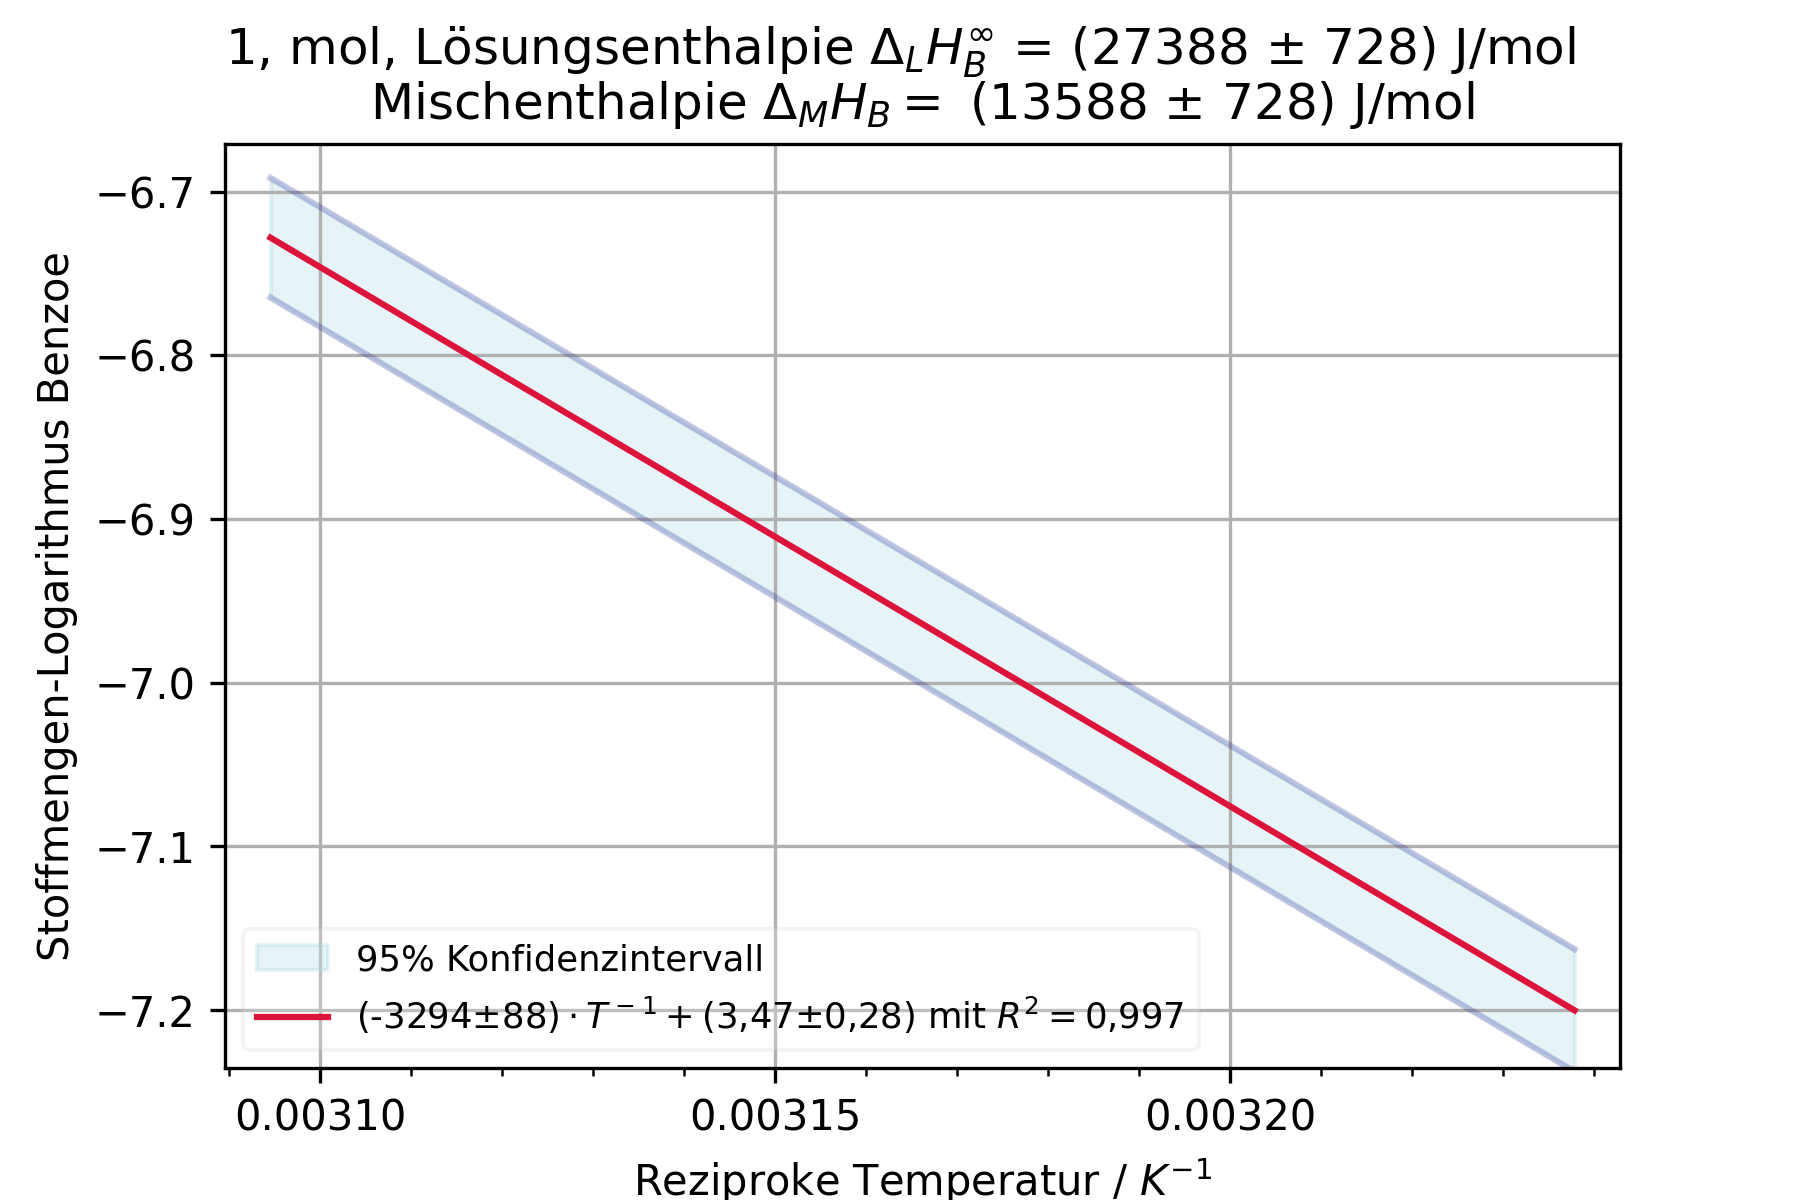 1, mol, Lösungsenthalpie Δ_L H_B^∞ = (27388 ± 728) J/mol
Mischenthalpie Δ_M H_B = (13588 ± 728) J/mol
Stoffmengen-Logarithmus Benzoe
−6.7
−6.8
−6.9
−7.0
−7.1
−7.2
95% Konfidenzintervall
(-3294±88) · T^−1 + (3,47±0,28) mit R^2 = 0,997
0.00310 0.00315 0.00320
Reziproke Temperatur / K^−1